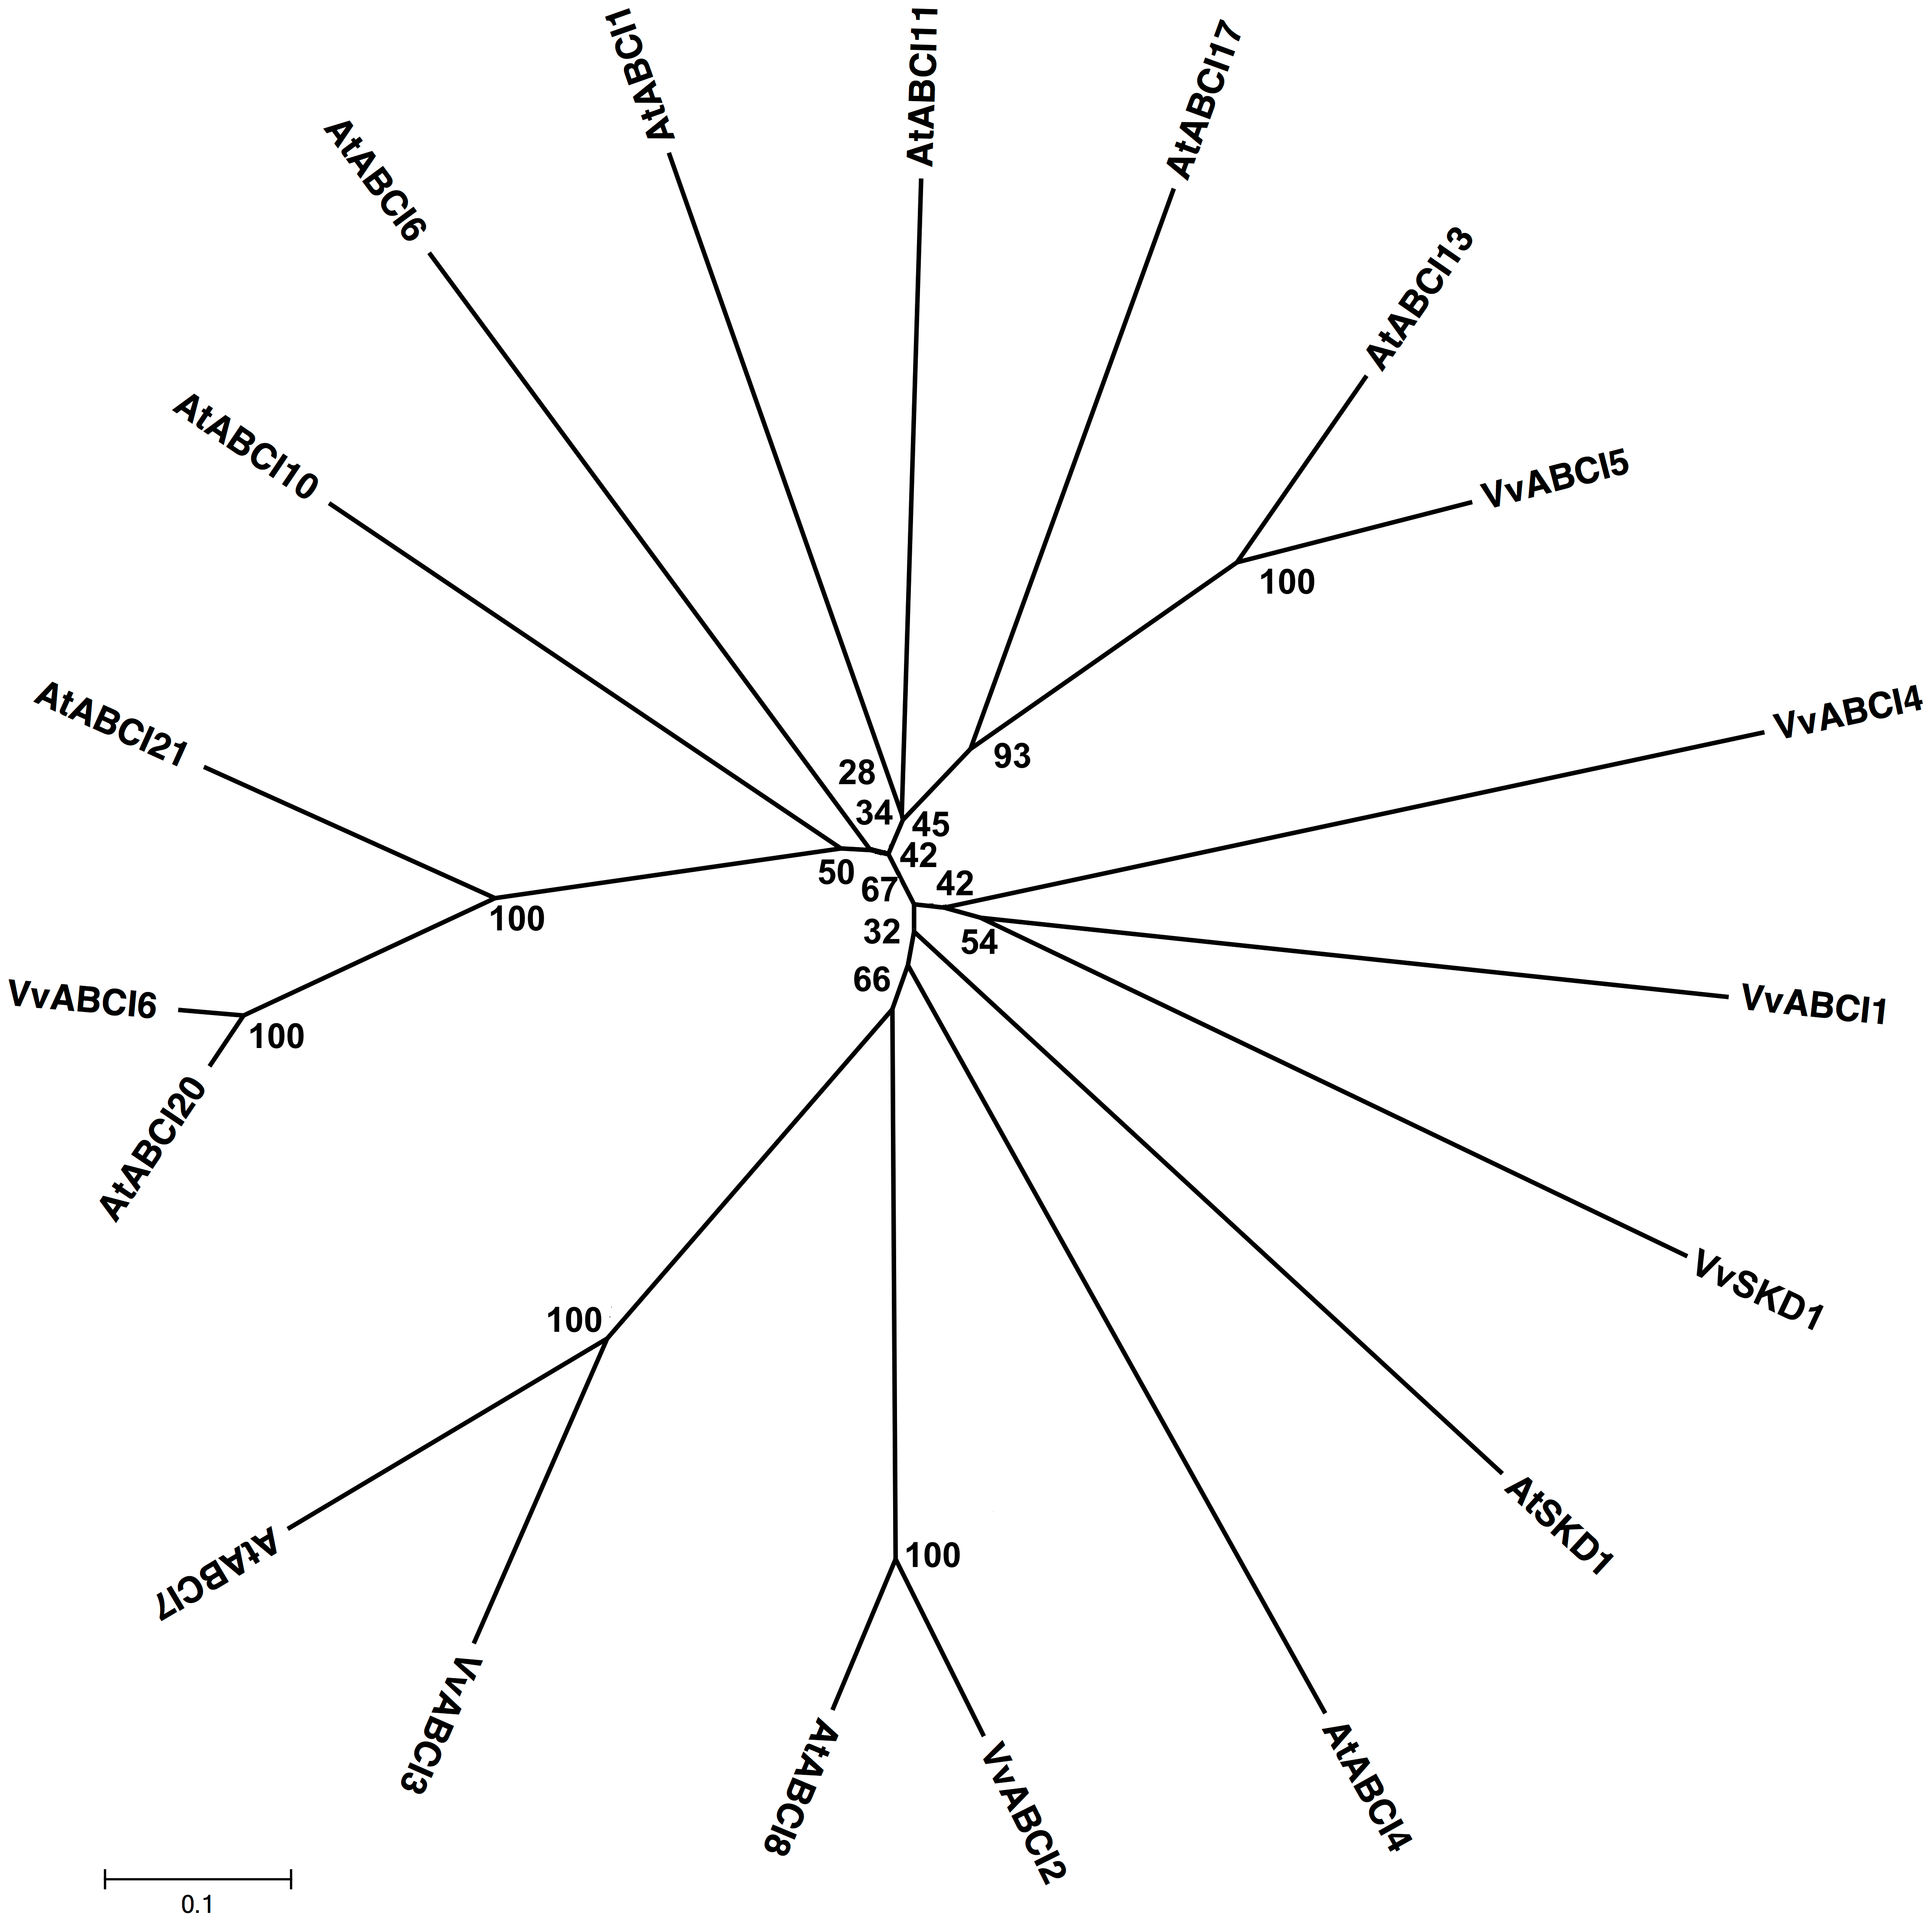 AtABCI1
AtABCI11
AtABCI17
AtABCI6
AtABCI13
AtABCI10
VvABCI5
100
AtABCI21
VvABCI4
93
28
34
45
42
50
67
42
100
32
54
66
VvABCI6
VvABCI1
100
AtABCI20
VvSKD1
100
AtSKD1
AtABCI7
100
VvABCI3
AtABCI8
VvABCI2
AtABCI4
0.1